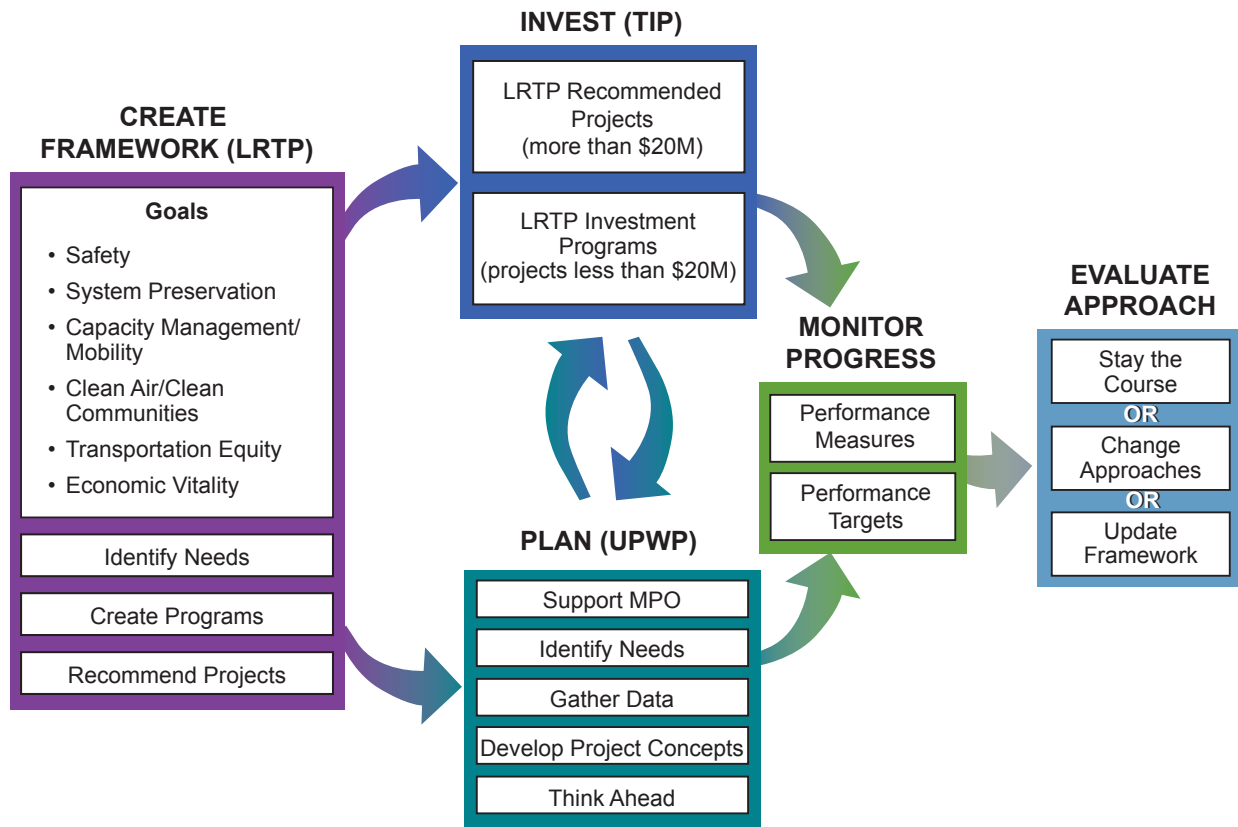 CREATE
FRAMEWORK (LRTP)
Goals
• Safety
• System Preservation
• Capacity Management/
Mobility
• Clean Air/Clean
Communities
• Transportation Equity
• Economic Vitality
Identify Needs
Create Programs
Recommend Projects
INVEST (TIP)
LRTP Recommended
Projects
(more than $20M)
LRTP Investment
Programs
(projects less than $20M)
PLAN (UPWP)
Support MPO
Identify Needs
Gather Data
Develop Project Concepts
Think Ahead
MONITOR
PROGRESS
Performance
Measures
Performance
Targets
EVALUATE
APPROACH
Stay the
Course
OR
Change
Approaches
OR
Update
Framework